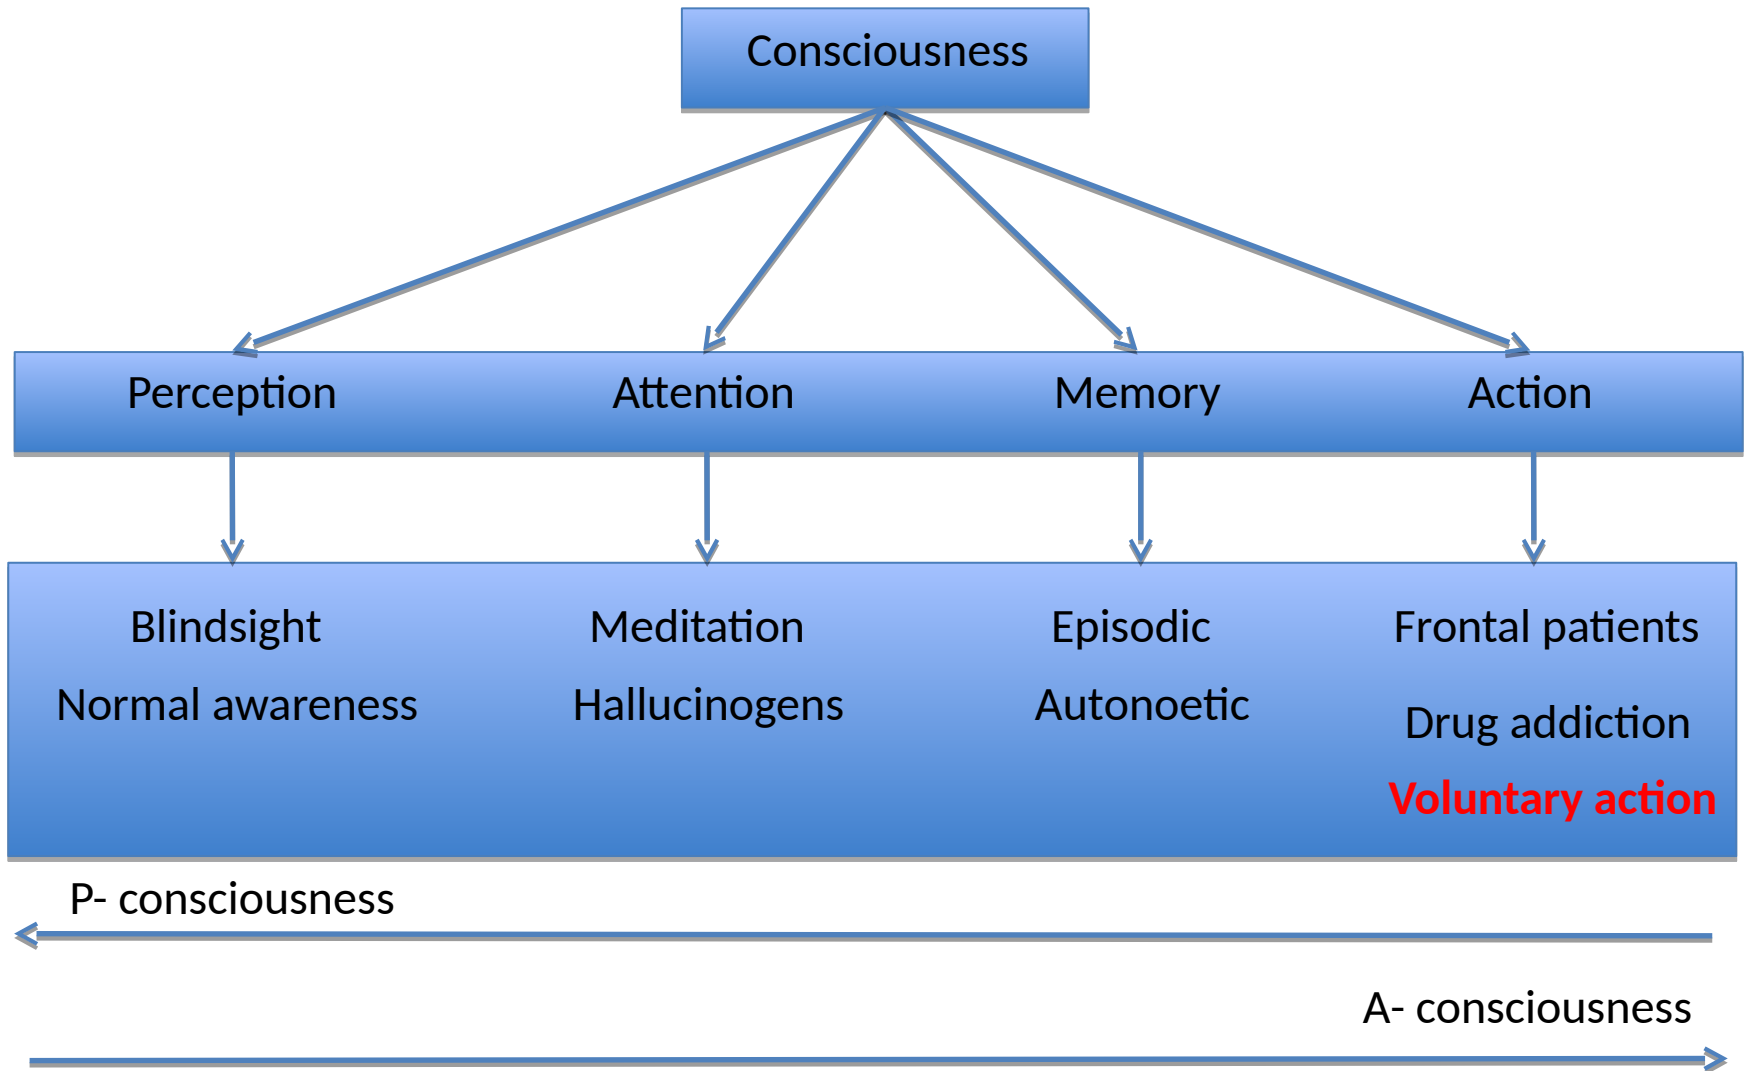 Consciousness
Perception Attention Memory Action
Blindsight Meditation Episodic Frontal patients
Normal awareness Hallucinogens Autonoetic Drug addiction
Voluntary action
P- consciousness
A- consciousness